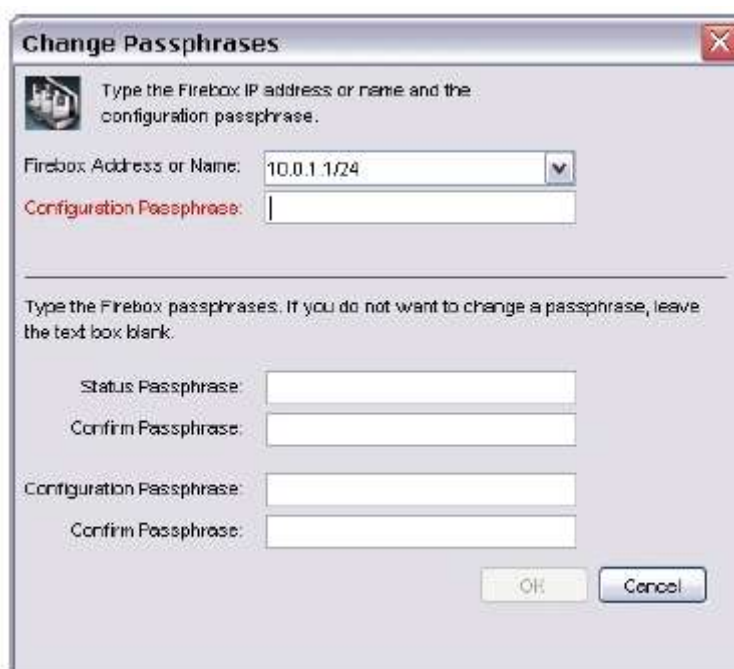 Change Passphrases
Type the Firebox IP address or name and the
configuration passphrase.
Firebox Address or Name: 10.0.1.1/24
Configuration Passphrase:
Type the Firebox passphrases. If you do not want to change a passphrase, leave
the text box blank.
Status Passphrase:
Confirm Passphrase:
Configuration Passphrase:
Confirm Passphrase:
OK Cancel